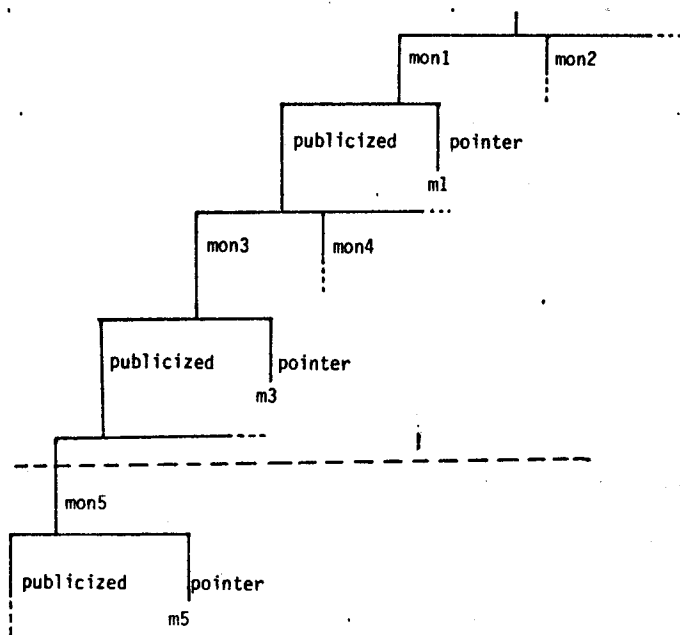 mon1 mon2
publicized pointer
m1
mon3 mon4
publicized pointer
m3
mon5
publicized pointer
m5